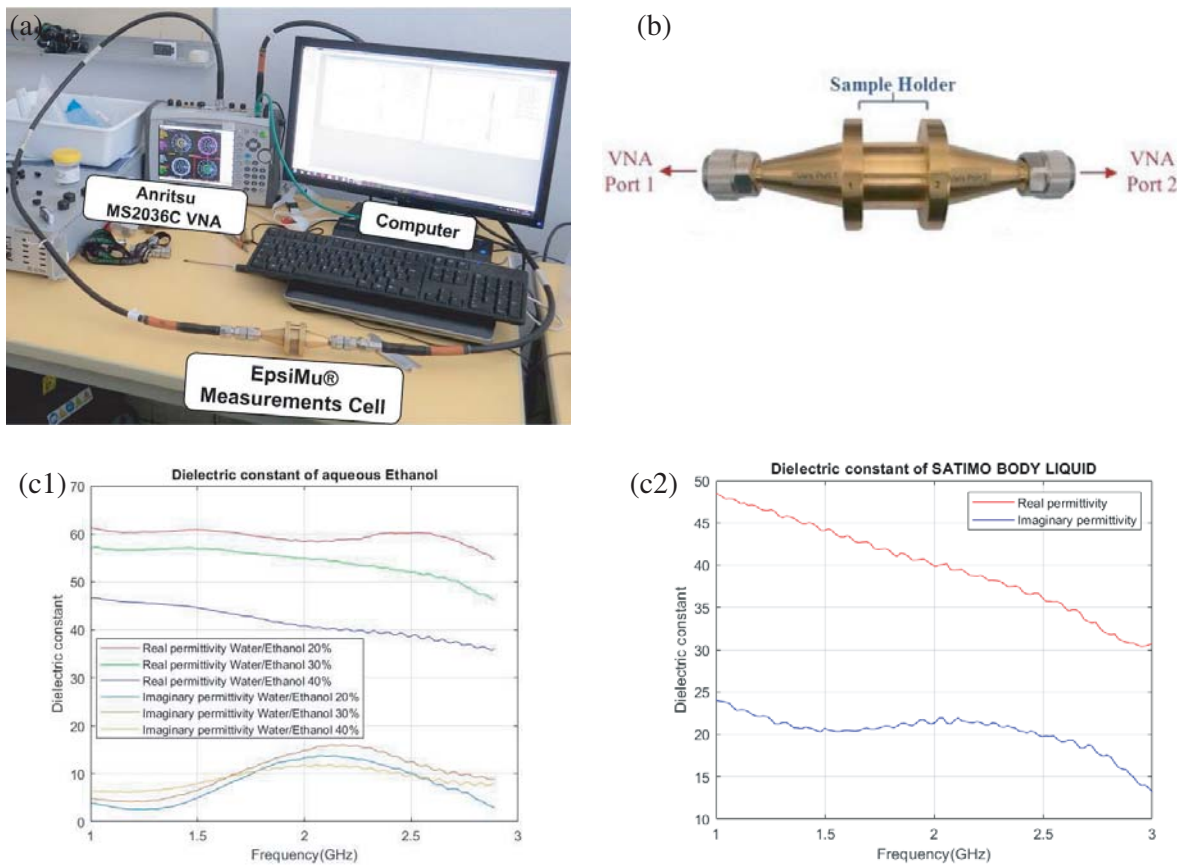 (a)
Anritsu
MS2036C VNA
Computer
EpsiMu®
Measurements Cell
(b)
Sample Holder
VNA
Port 1
VNA
Port 2
1
2
(c1)
Dielectric constant of aqueous Ethanol
70
60
50
40
30
20
10
0
Dielectric constant
Real permittivity Water/Ethanol 20%
Real permittivity Water/Ethanol 30%
Real permittivity Water/Ethanol 40%
Imaginary permittivity Water/Ethanol 20%
Imaginary permittivity Water/Ethanol 30%
Imaginary permittivity Water/Ethanol 40%
1 1.5 2 2.5 3
Frequency(GHz)
(c2)
Dielectric constant of SATIMO BODY LIQUID
50
45
40
35
30
25
20
15
10
Dielectric constant
Real permittivity
Imaginary permittivity
1 1.5 2 2.5 3
Frequency(GHz)